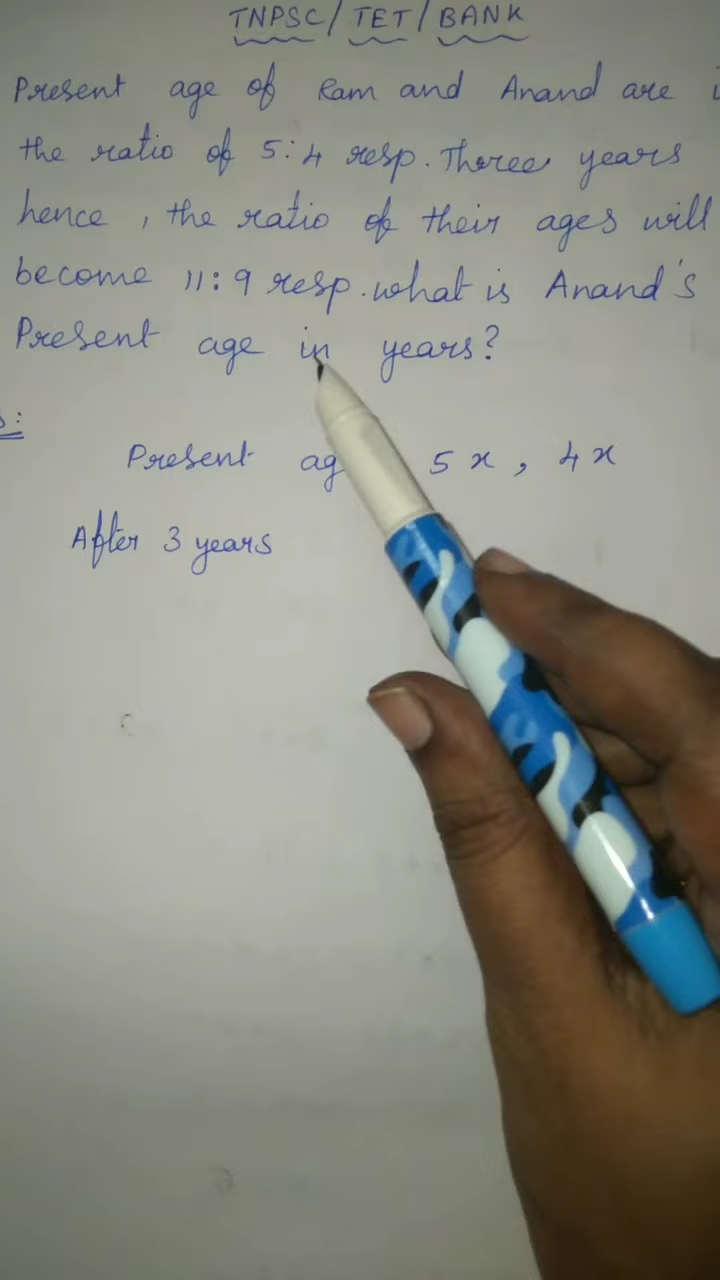 TNPSC/TET/BANK
Present age of Ram and Anand are
the ratio of 5:4 resp. Three years
hence, the ratio of their ages will
become 11:9 resp. what is Anand's
Present age in years?
Present ag 5x, 4x
After 3 years